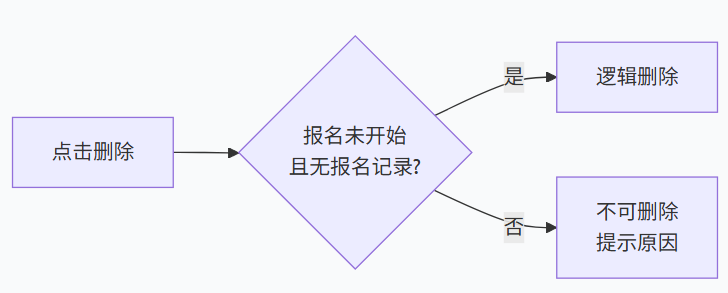 点击删除
报名未开始
且无报名记录?
是
逻辑删除
否
不可删除
提示原因